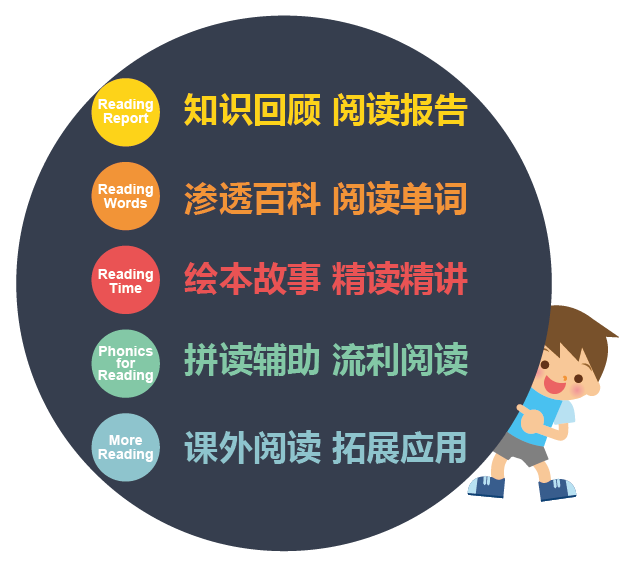 Reading
Report
知识回顾 阅读报告
Reading
Words
渗透百科 阅读单词
Reading
Time
绘本故事 精读精讲
Phonics
for
Reading
拼读辅助 流利阅读
More
Reading
课外阅读 拓展应用